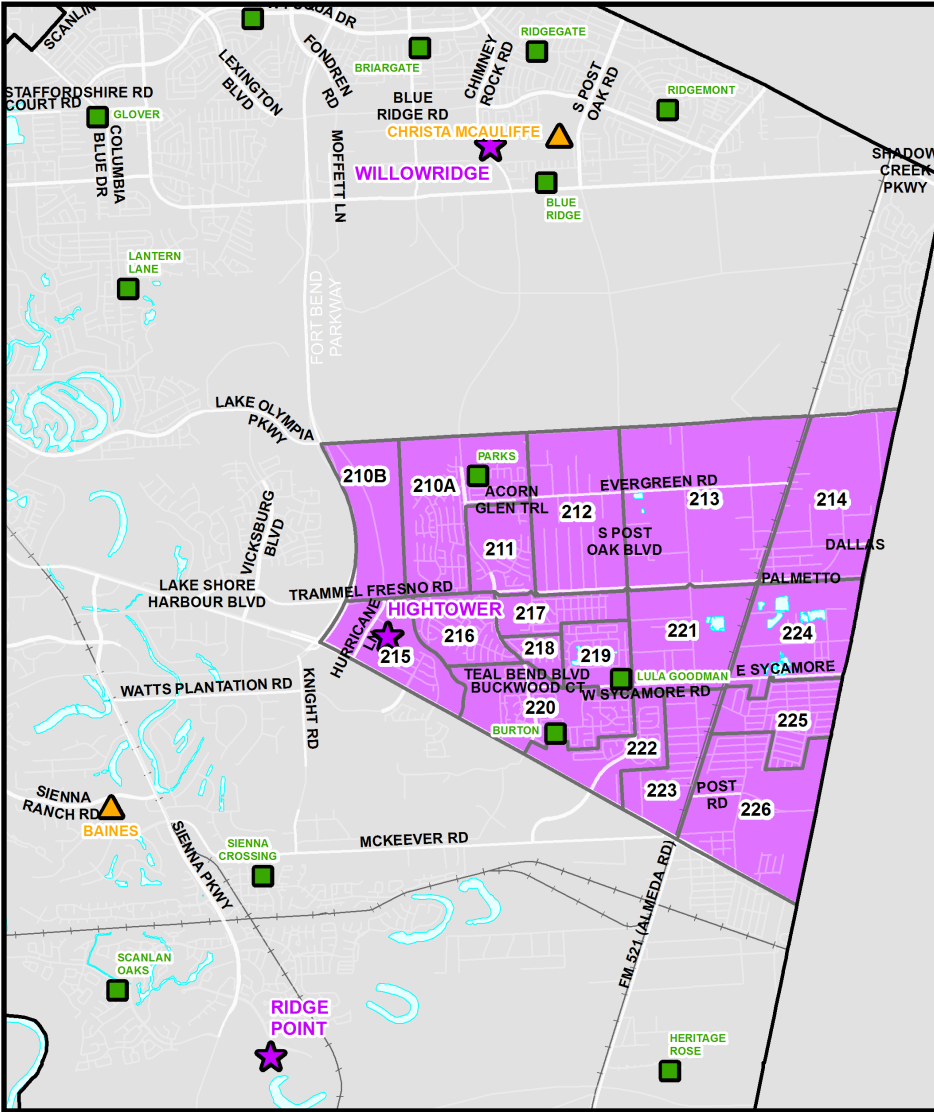 SCANLIN
FUQUA DR
RIDGEGATE
BRIARGATE
CHIMNEY
ROCK RD
FONDREN
RD
LEXINGTON
BLVD
S POST
OAK RD
RIDGEMONT
STAFFORDSHIRE RD
COURT RD
GLOVER
BLUE
RIDGE RD
CHRISTA MCAULIFFE
WILLOWRIDGE
COLUMBIA
BLUE DR
MOFFETT LN
SHADOW
CREEK
PKWY
BLUE
RIDGE
LANTERN
LANE
FORT BEND
PARKWAY
LAKE OLYMPIA
PKWY
PARKS
210B
210A
ACORN
GLEN TRL
EVERGREEN RD
212
213
214
VICKSBURG
BLVD
211
S POST
OAK BLVD
DALLAS
PALMETTO
LAKE SHORE
HARBOUR BLVD
TRAMMEL FRESNO RD
HIGHTOWER
HURRICANE
LN
215
216
217
218
219
221
224
TEAL BEND BLVD
BUCKWOOD CT
LULA GOODMAN
E SYCAMORE
W SYCAMORE RD
WATTS PLANTATION RD
KNIGHT RD
220
BURTON
222
225
223
POST
RD
226
SIENNA
RANCH RD
BAINES
SIENNA PKWY
SIENNA
CROSSING
MCKEEVER RD
FM 521 (ALMEDA RD)
SCANLAN
OAKS
RIDGE
POINT
HERITAGE
ROSE